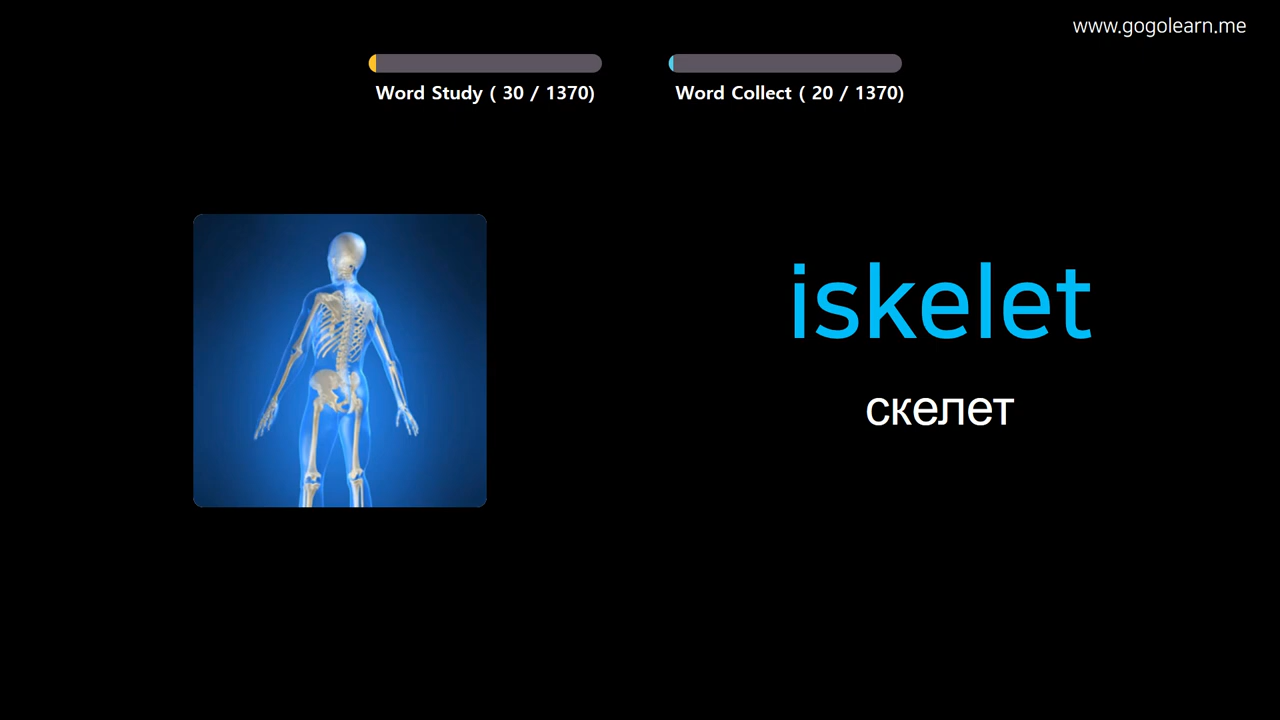 www.gogolearn.me
Word Study ( 30 / 1370)
Word Collect ( 20 / 1370)
iskelet
скелет